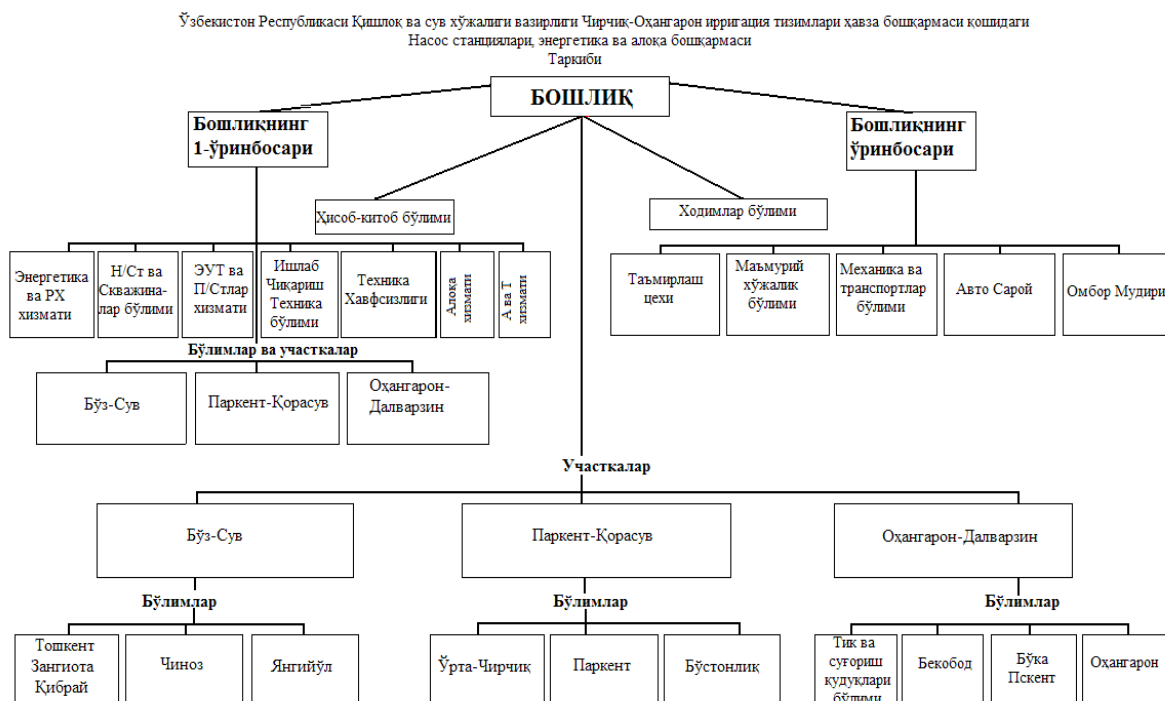 Ўзбекистон Республикаси Қишлоқ ва сув хўжалиги вазирлиги Чирчиқ-Оҳангарон ирригация тизимлари ҳавза бошқармаси қошидаги
Насос станциялари, энергетика ва алоқа бошқармаси
Таркиби
БОШЛИҚ
Бошлиқнинг
1-ўринбосари
Бошлиқнинг
ўринбосари
Ҳисоб-китоб бўлими
Ходимлар бўлими
Энергетика
ва РХ
хизмати
Н/Ст ва
Скважина-
лар бўлими
ЭУТ ва
П/Стлар
хизмати
Ишлаб
Чиқариш
Техника
бўлими
Техника
Хавфсизлиги
Алоқа
хизмати
А ва Т
хизмати
Таъмирлаш
цехи
Маъмурий
хўжалик
бўлими
Механика ва
транспортлар
бўлими
Авто Сарой
Омбор Мудири
Бўлимлар ва участкалар
Бўз-Сув
Паркент-Қорасув
Оҳангарон-
Далварзин
Участкалар
Бўз-Сув
Паркент-Қорасув
Оҳангарон-Далварзин
Бўлимлар
Бўлимлар
Бўлимлар
Тошкент
Зангиота
Қибрай
Чиноз
Янгийўл
Ўрта-Чирчиқ
Паркент
Бўстонлиқ
Тик ва
суғориш
қудуқлари
бўлими
Бекобод
Бўка
Пскент
Оҳангарон